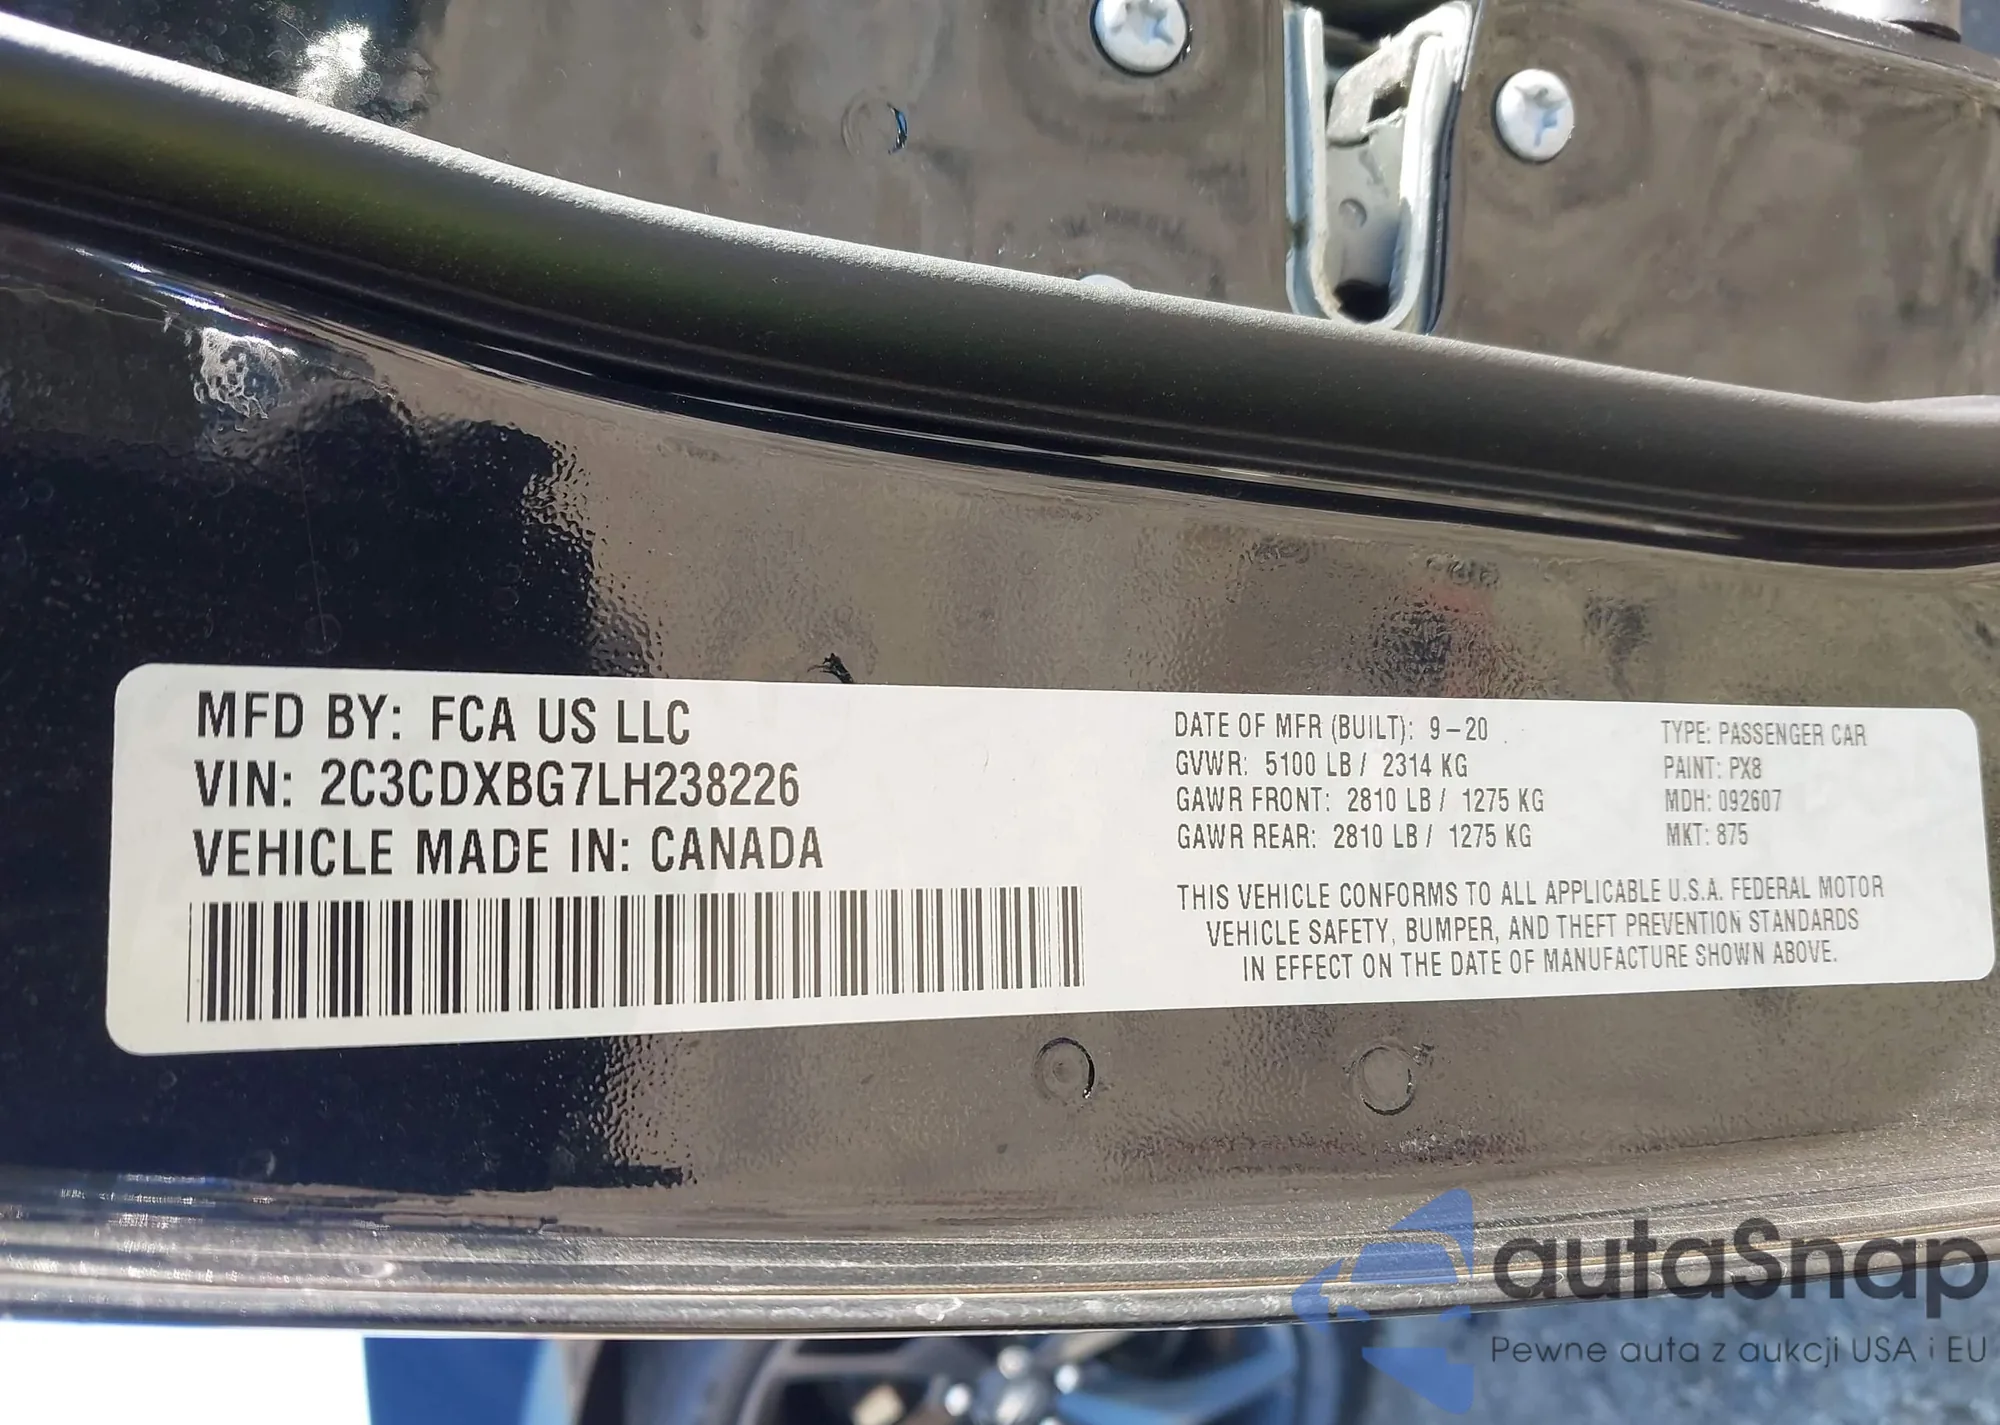 MFD BY: FCA US LLC
VIN: 2C3CDXBG7LH238226
VEHICLE MADE IN: CANADA
DATE OF MFR (BUILT): 9-20
GVWR: 5100 LB / 2314 KG
GAWR FRONT: 2810 LB / 1275 KG
GAWR REAR: 2810 LB / 1275 KG
TYPE: PASSENGER CAR
PAINT: PX8
MDH: 092607
MKT: 875
THIS VEHICLE CONFORMS TO ALL APPLICABLE U.S.A. FEDERAL MOTOR
VEHICLE SAFETY, BUMPER, AND THEFT PREVENTION STANDARDS
IN EFFECT ON THE DATE OF MANUFACTURE SHOWN ABOVE.
autaSnap
Pewne auta z aukcji USA i EU